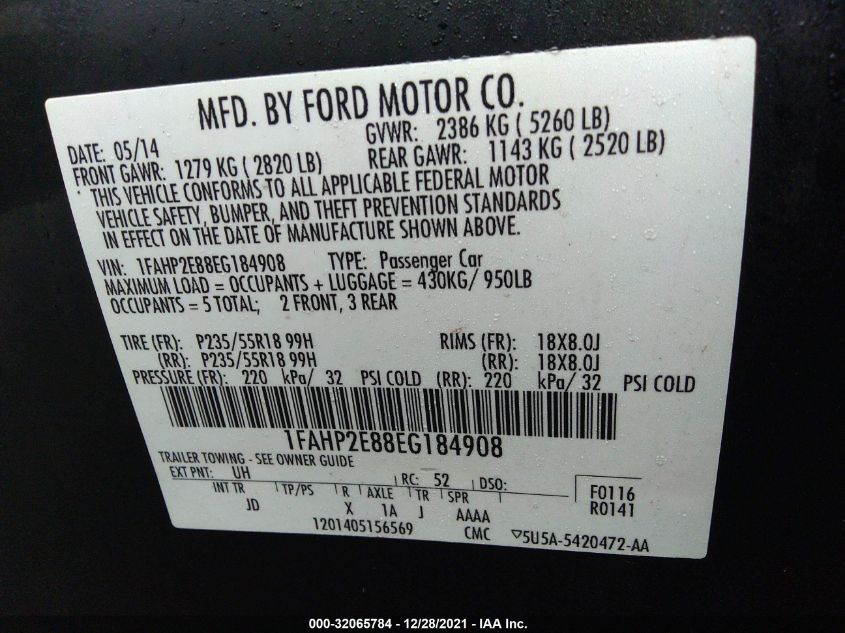 MFD. BY FORD MOTOR CO.
DATE: 05/14 GVWR: 2386 KG ( 5260 LB)
FRONT GAWR: 1279 KG ( 2820 LB) REAR GAWR: 1143 KG ( 2520 LB)
THIS VEHICLE CONFORMS TO ALL APPLICABLE FEDERAL MOTOR
VEHICLE SAFETY, BUMPER, AND THEFT PREVENTION STANDARDS
IN EFFECT ON THE DATE OF MANUFACTURE SHOWN ABOVE.
VIN: 1FAHP2E88EG184908 TYPE: Passenger Car
MAXIMUM LOAD = OCCUPANTS + LUGGAGE = 430KG/ 950LB
OCCUPANTS = 5 TOTAL; 2 FRONT, 3 REAR
TIRE (FR): P235/55R18 99H RIMS (FR): 18X8.0J
(RR): P235/55R18 99H (RR): 18X8.0J
PRESSURE (FR): 220 kPa/ 32 PSI COLD (RR): 220 kPa/ 32 PSI COLD
1FAHP2E88EG184908
TRAILER TOWING - SEE OWNER GUIDE
EXT PNT: UH RC: 52 DSO: F0116
INT TR TP/PS R AXLE TR SPR R0141
JD X 1A J AAAA
1201405156569 CMC ▽5U5A-5420472-AA
000-32065784 - 12/28/2021 - IAA Inc.